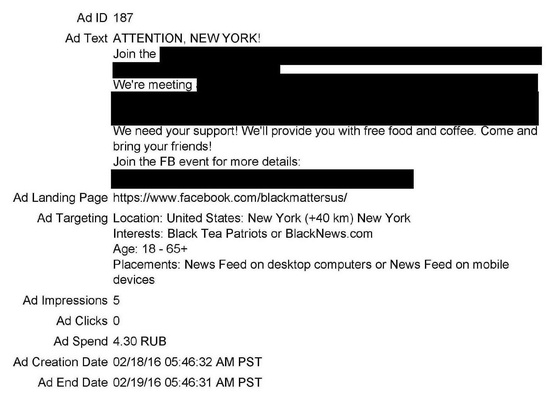 Ad ID 187
Ad Text ATTENTION, NEW YORK!
Join the
We're meeting
We need your support! We'll provide you with free food and coffee. Come and
bring your friends!
Join the FB event for more details:
Ad Landing Page https://www.facebook.com/blackmattersus/
Ad Targeting Location: United States: New York (+40 km) New York
Interests: Black Tea Patriots or BlackNews.com
Age: 18 - 65+
Placements: News Feed on desktop computers or News Feed on mobile
devices
Ad Impressions 5
Ad Clicks 0
Ad Spend 4.30 RUB
Ad Creation Date 02/18/16 05:46:32 AM PST
Ad End Date 02/19/16 05:46:31 AM PST